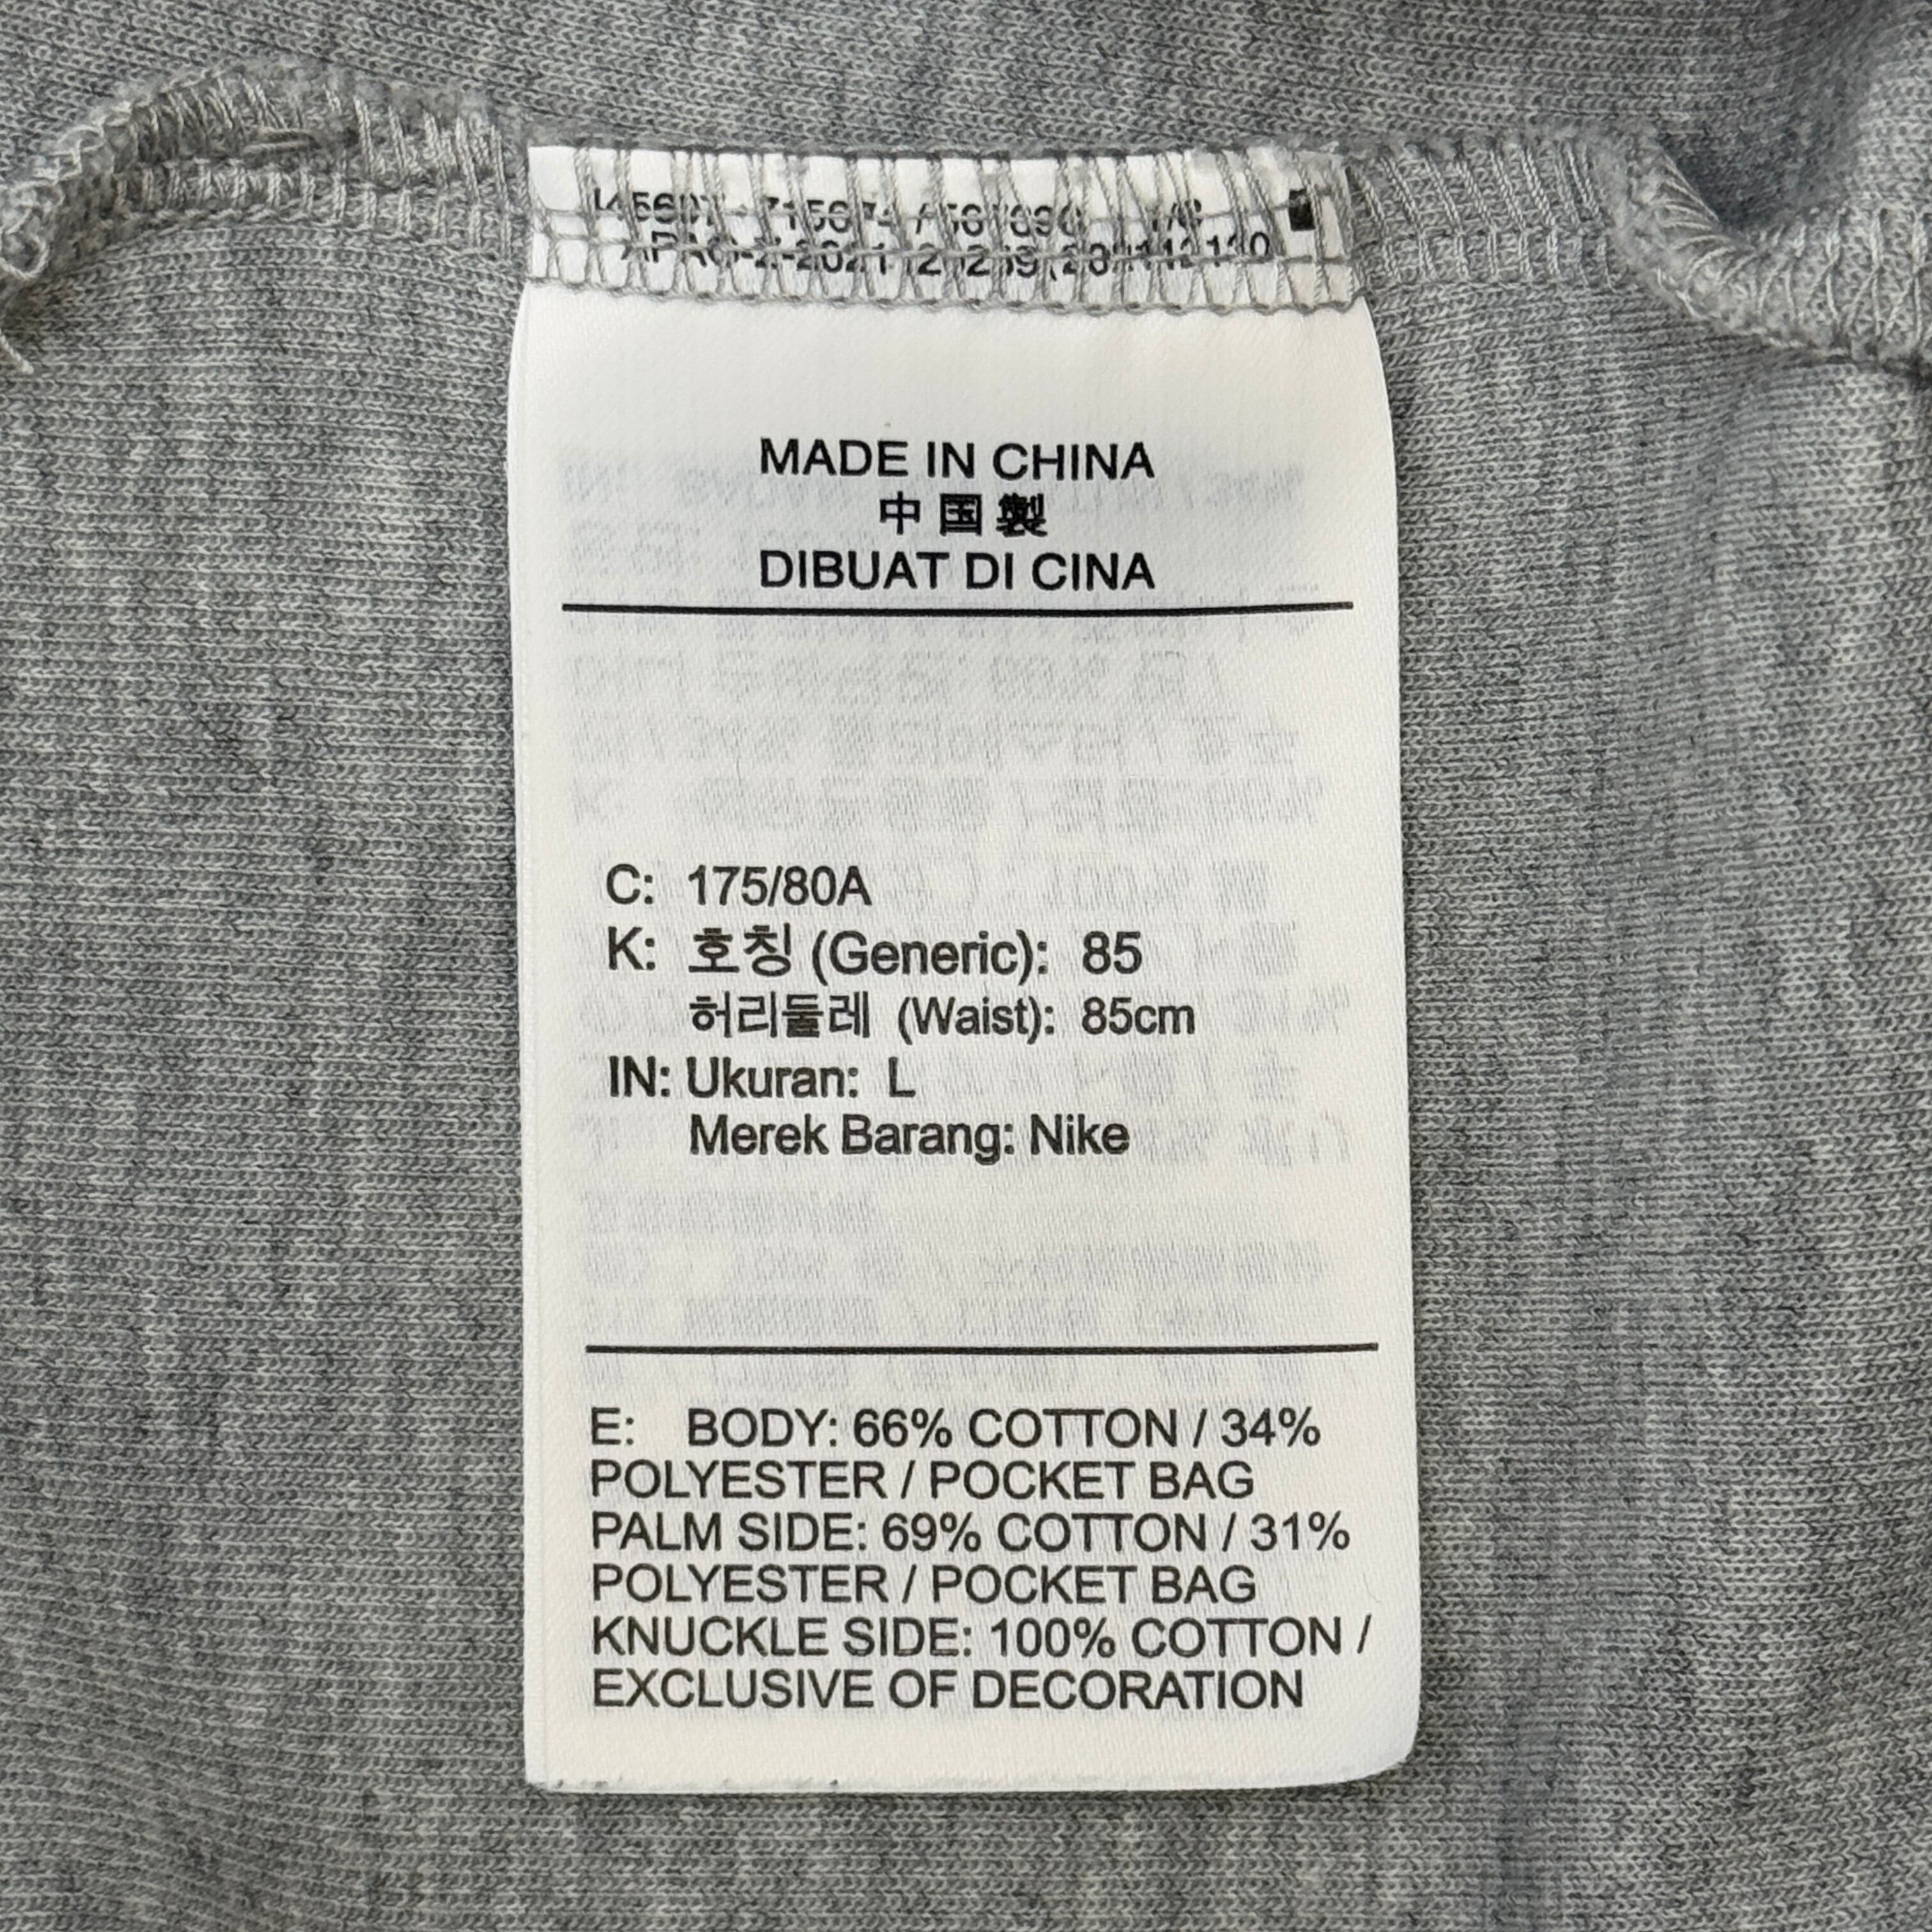 MADE IN CHINA
中国製
DIBUAT DI CINA
C: 175/80A
K: 호칭 (Generic): 85
허리둘레 (Waist): 85cm
IN: Ukuran: L
Merek Barang: Nike
E: BODY: 66% COTTON / 34%
POLYESTER / POCKET BAG
PALM SIDE: 69% COTTON / 31%
POLYESTER / POCKET BAG
KNUCKLE SIDE: 100% COTTON /
EXCLUSIVE OF DECORATION